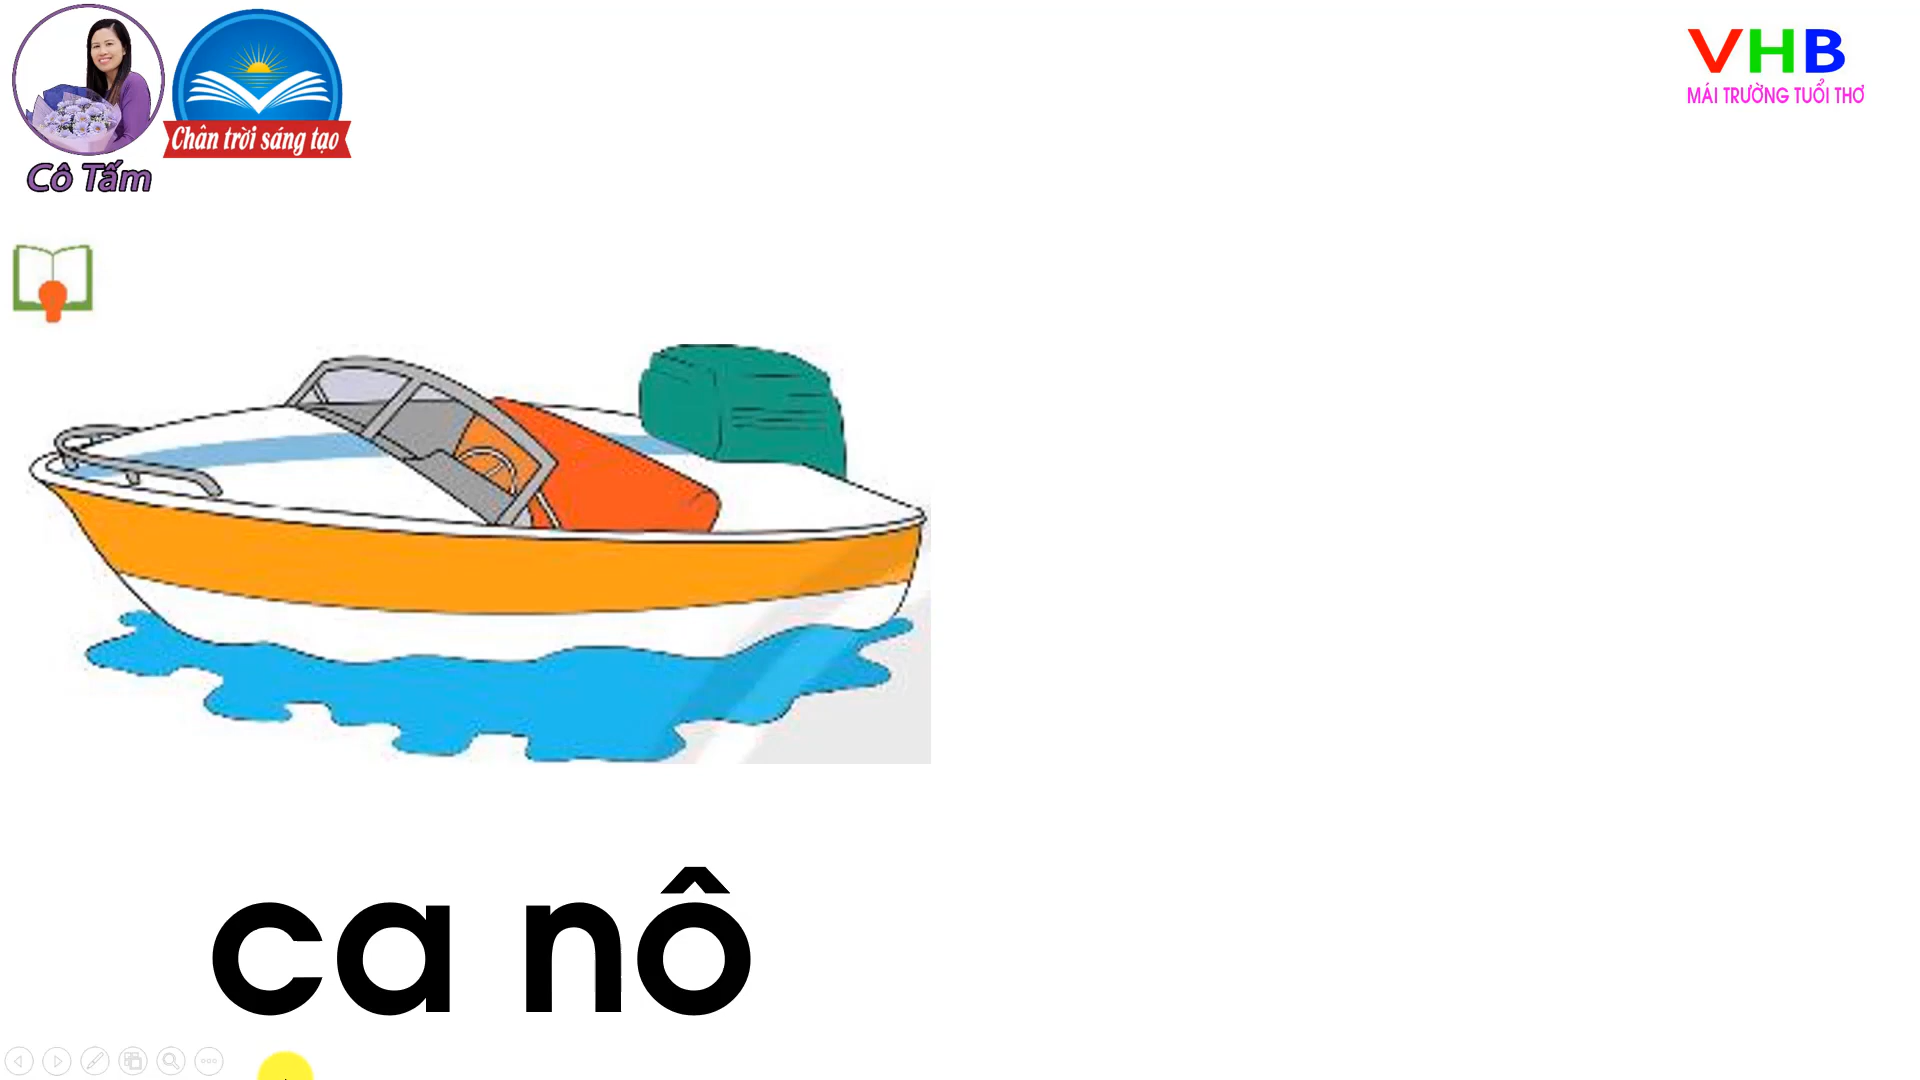 Cô Tấm
Chân trời sáng tạo
VHB
MÁI TRƯỜNG TUỔI THƠ
ca nô